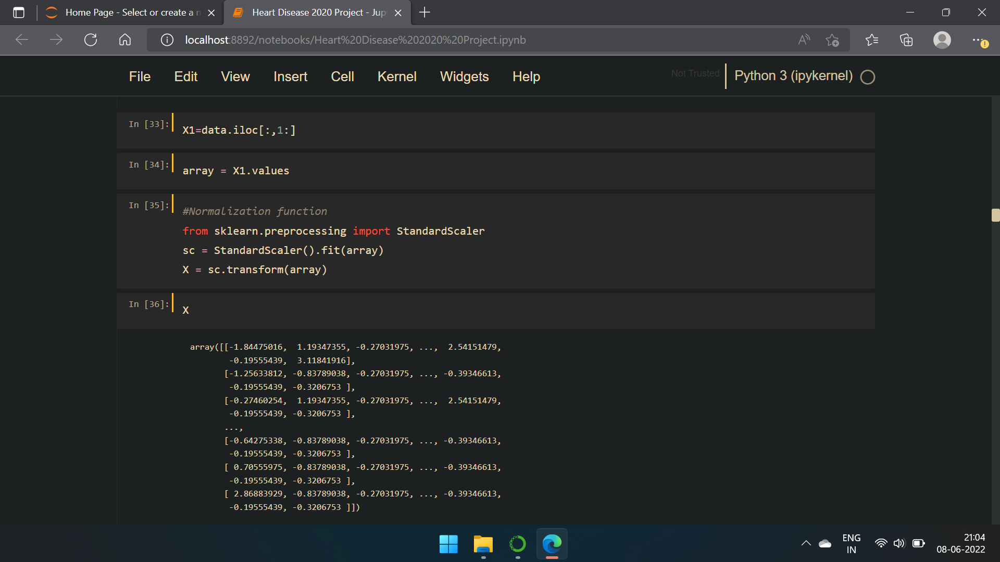 Home Page - Select or create a n
Heart Disease 2020 Project - Jup
localhost:8892/notebooks/Heart%20Disease%202020%20Project.ipynb
File Edit View Insert Cell Kernel Widgets Help
Not Trusted
Python 3 (ipykernel)
In [33]:
X1=data.iloc[:,1:]
In [34]:
array = X1.values
In [35]:
#Normalization function
from sklearn.preprocessing import StandardScaler
sc = StandardScaler().fit(array)
X = sc.transform(array)
In [36]:
X
array([[-1.84475016,  1.19347355, -0.27031975, ...,  2.54151479,
-0.19555439,  3.11841916],
[-1.25633812, -0.83789038, -0.27031975, ..., -0.39346613,
-0.19555439, -0.3206753 ],
[-0.27460254,  1.19347355, -0.27031975, ...,  2.54151479,
-0.19555439, -0.3206753 ],
...,
[-0.64275338, -0.83789038, -0.27031975, ..., -0.39346613,
-0.19555439, -0.3206753 ],
[ 0.70555975, -0.83789038, -0.27031975, ..., -0.39346613,
-0.19555439, -0.3206753 ],
[ 2.86883929, -0.83789038, -0.27031975, ..., -0.39346613,
-0.19555439, -0.3206753 ]])
ENG
IN
21:04
08-06-2022